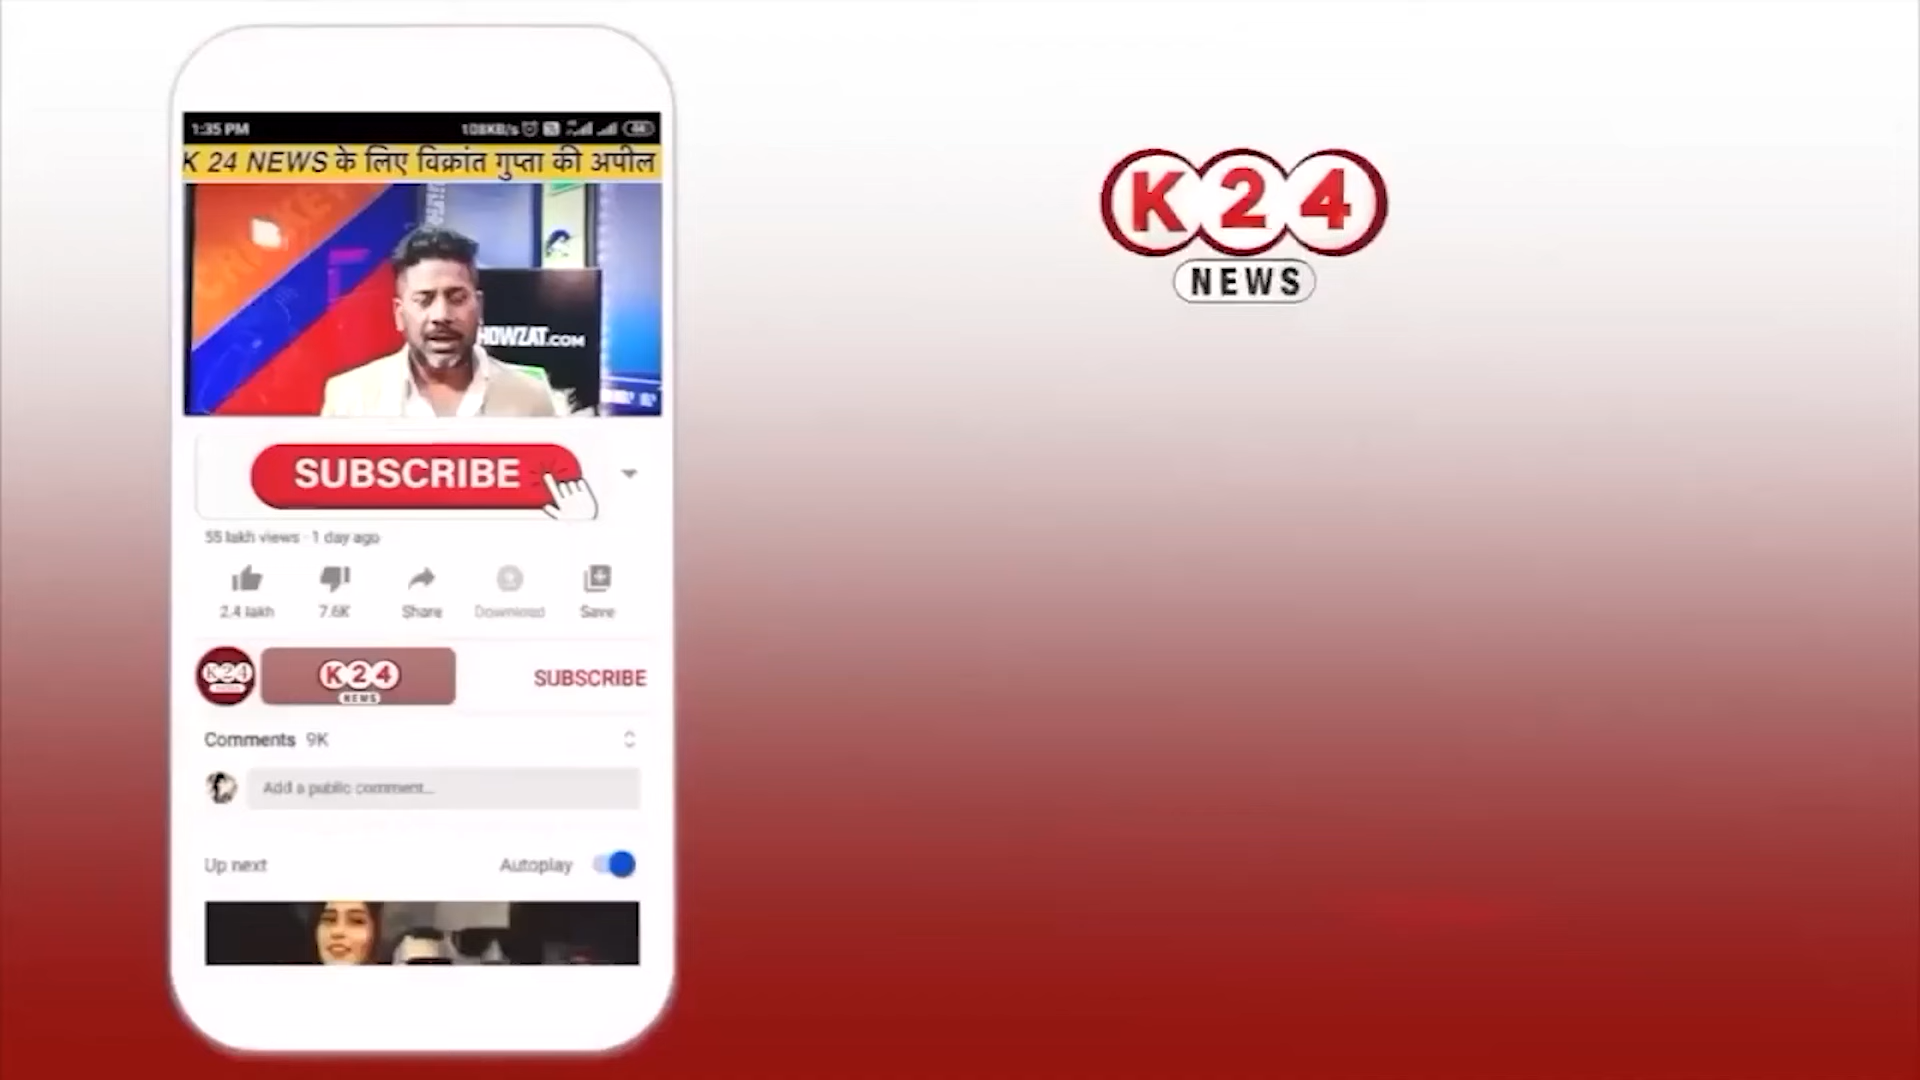 1:35 PM 108KB/s
K 24 NEWS के लिए विक्रांत गुप्ता की अपील
HOWZAT.COM
SUBSCRIBE
55 lakh views · 1 day ago
2.4 lakh 7.6K Share Download Save
K24
K24
NEWS
SUBSCRIBE
Comments 9K
Add a public comment...
Up next Autoplay
K24
NEWS